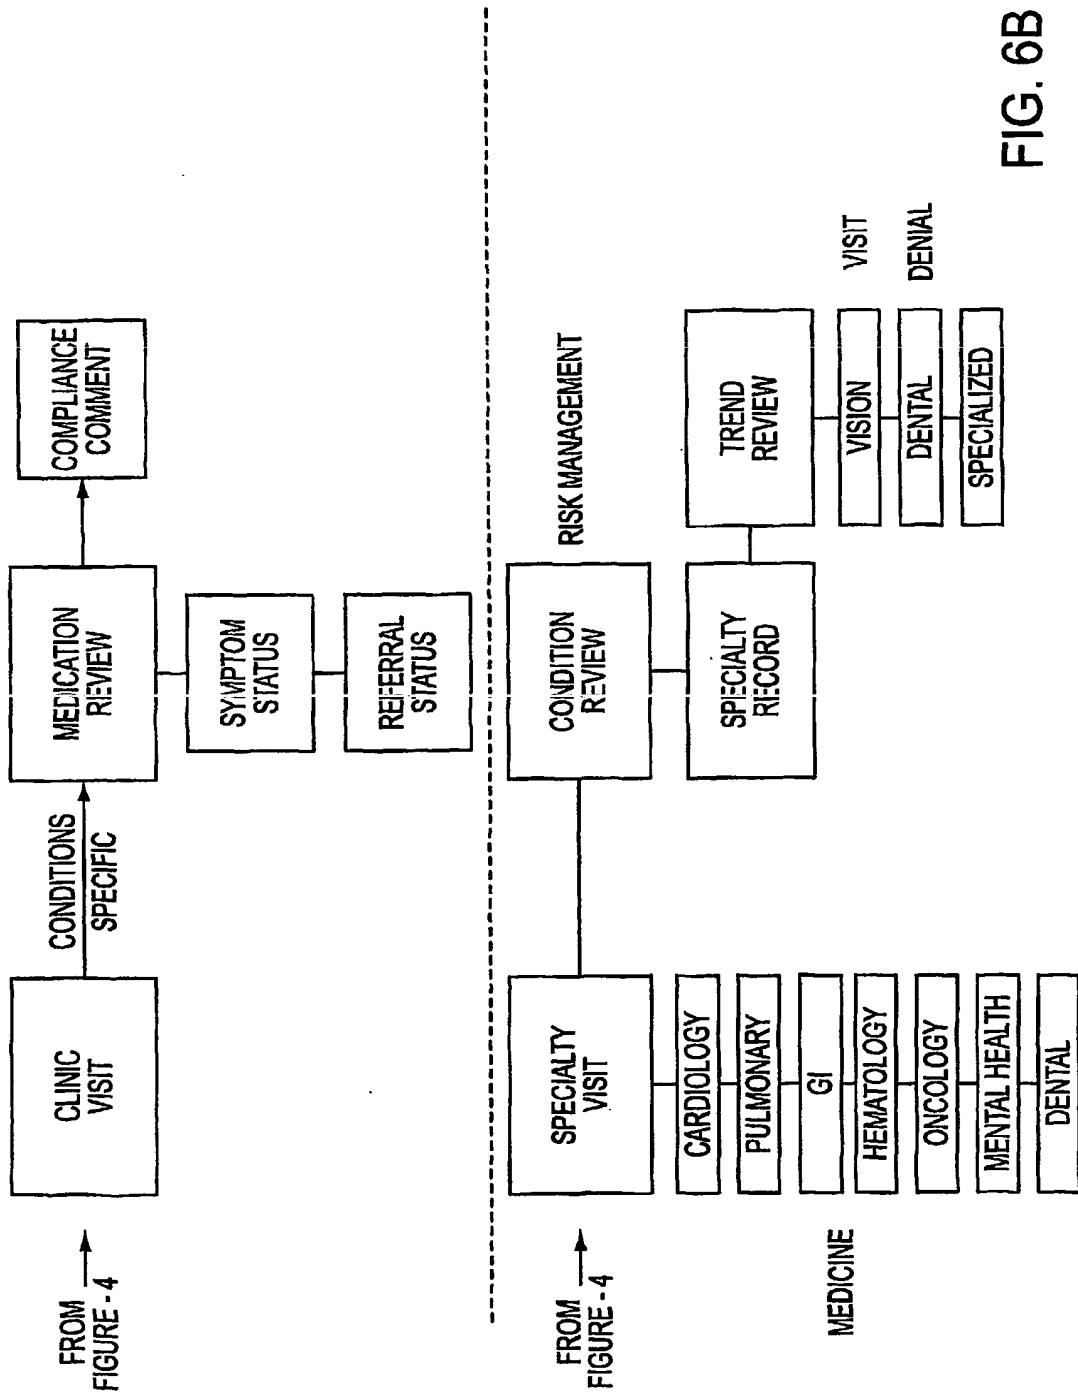 FROM
FIGURE - 4
CLINIC
VISIT
CONDITIONS
SPECIFIC
MEDICATION
REVIEW
COMPLIANCE
COMMENT
SYMPTOM
STATUS
REFERRAL
STATUS
FROM
FIGURE - 4
SPECIALTY
VISIT
CONDITION
REVIEW
RISK MANAGEMENT
MEDICINE
CARDIOLOGY
PULMONARY
GI
HEMATOLOGY
ONCOLOGY
MENTAL HEALTH
DENTAL
SPECIALTY
RECORD
TREND
REVIEW
VISION
VISIT
DENTAL
DENIAL
SPECIALIZED
FIG. 6B